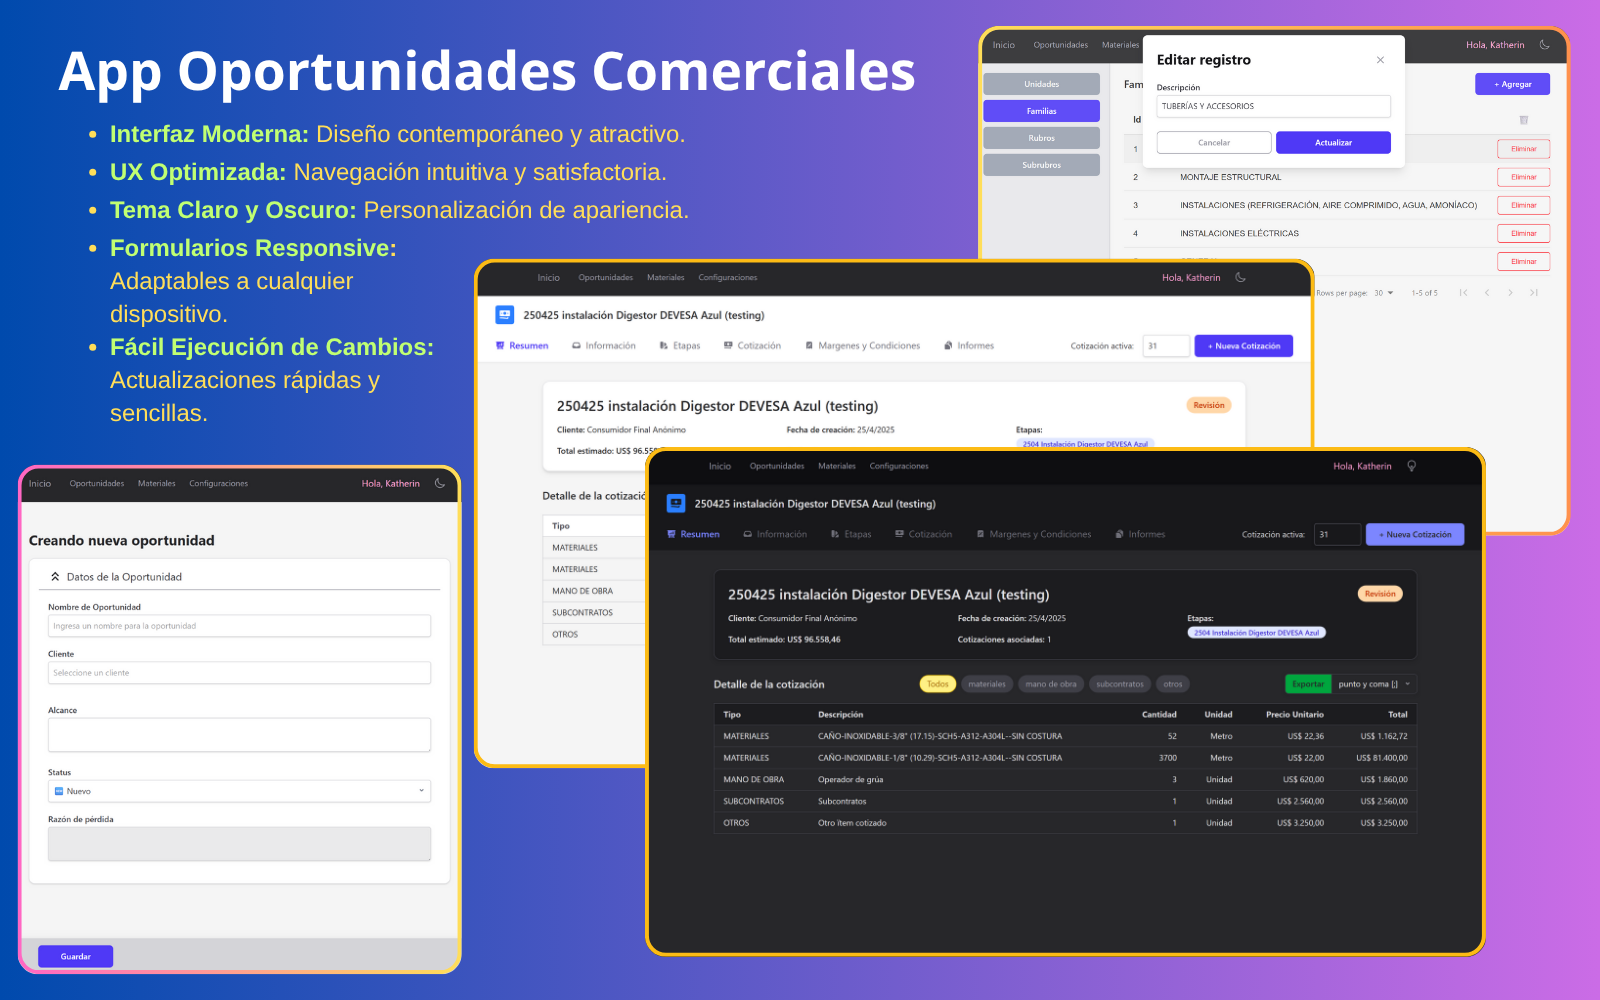 App Oportunidades Comerciales
Interfaz Moderna: Diseño contemporáneo y atractivo.
UX Optimizada: Navegación intuitiva y satisfactoria.
Tema Claro y Oscuro: Personalización de apariencia.
Formularios Responsive:
Adaptables a cualquier
dispositivo.
Fácil Ejecución de Cambios:
Actualizaciones rápidas y
sencillas.
Inicio Oportunidades Materiales Hola, Katherin
Editar registro
Descripción
TUBERÍAS Y ACCESORIOS
Cancelar Actualizar
Unidades
Familias
Rubros
Subrubros
Fam + Agregar
Id
1 Eliminar
2 MONTAJE ESTRUCTURAL Eliminar
3 INSTALACIONES (REFRIGERACIÓN, AIRE COMPRIMIDO, AGUA, AMONÍACO) Eliminar
4 INSTALACIONES ELÉCTRICAS Eliminar
Eliminar
Rows per page: 30 1-5 of 5
Inicio Oportunidades Materiales Configuraciones Hola, Katherin
250425 instalación Digestor DEVESA Azul (testing)
Resumen Información Etapas Cotización Margenes y Condiciones Informes Cotización activa: 31 + Nueva Cotización
250425 instalación Digestor DEVESA Azul (testing) Revisión
Cliente: Consumidor Final Anónimo Fecha de creación: 25/4/2025 Etapas:
2504 Instalación Digestor DEVESA Azul
Total estimado: US$ 96.55
Detalle de la cotizació
Tipo
MATERIALES
MATERIALES
MANO DE OBRA
SUBCONTRATOS
OTROS
Inicio Oportunidades Materiales Configuraciones Hola, Katherin
250425 instalación Digestor DEVESA Azul (testing)
Resumen Información Etapas Cotización Margenes y Condiciones Informes Cotización activa: 31 + Nueva Cotización
250425 instalación Digestor DEVESA Azul (testing) Revisión
Cliente: Consumidor Final Anónimo Fecha de creación: 25/4/2025 Etapas:
2504 Instalación Digestor DEVESA Azul
Total estimado: US$ 96.558,46 Cotizaciones asociadas: 1
Detalle de la cotización Todos materiales mano de obra subcontratos otros Exportar punto y coma [;]
Tipo Descripción Cantidad Unidad Precio Unitario Total
MATERIALES CAÑO-INOXIDABLE-3/8" (17.15)-SCH5-A312-A304L--SIN COSTURA 52 Metro US$ 22,36 US$ 1.162,72
MATERIALES CAÑO-INOXIDABLE-1/8" (10.29)-SCH5-A312-A304L--SIN COSTURA 3700 Metro US$ 22,00 US$ 81.400,00
MANO DE OBRA Operador de grúa 3 Unidad US$ 620,00 US$ 1.860,00
SUBCONTRATOS Subcontratos 1 Unidad US$ 2.560,00 US$ 2.560,00
OTROS Otro ítem cotizado 1 Unidad US$ 3.250,00 US$ 3.250,00
Inicio Oportunidades Materiales Configuraciones Hola, Katherin
Creando nueva oportunidad
Datos de la Oportunidad
Nombre de Oportunidad
Ingresa un nombre para la oportunidad
Cliente
Seleccione un cliente
Alcance
Status
Nuevo
Razón de pérdida
Guardar